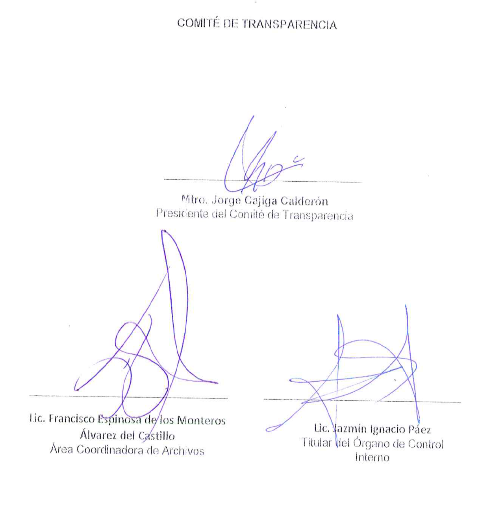 COMITÉ DE TRANSPARENCIA
Mtro. Jorge Cajiga Calderón
Presidente del Comité de Transparencia
Lic. Francisco Espinosa de los Monteros
Álvarez del Castillo
Área Coordinadora de Archivos
Lic. Jazmín Ignacio Páez
Titular del Órgano de Control
Interno